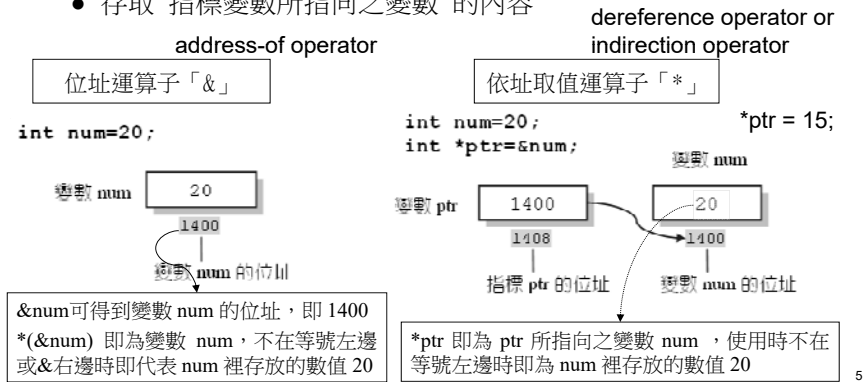 ● 存取 指標變數所指向之變數 的內容
address-of operator
dereference operator or
indirection operator
位址運算子「&」
依址取值運算子「*」
int num=20;
變數 num
20
1400
變數 num 的位址
&num可得到變數 num 的位址，即 1400
*(&num) 即為變數 num，不在等號左邊
或&右邊時即代表 num 裡存放的數值 20
int num=20;
int *ptr=&num;
*ptr = 15;
變數 num
變數 ptr
1400
20
1408
1400
指標 ptr 的位址
變數 num 的位址
*ptr 即為 ptr 所指向之變數 num ，使用時不在
等號左邊時即為 num 裡存放的數值 20
5